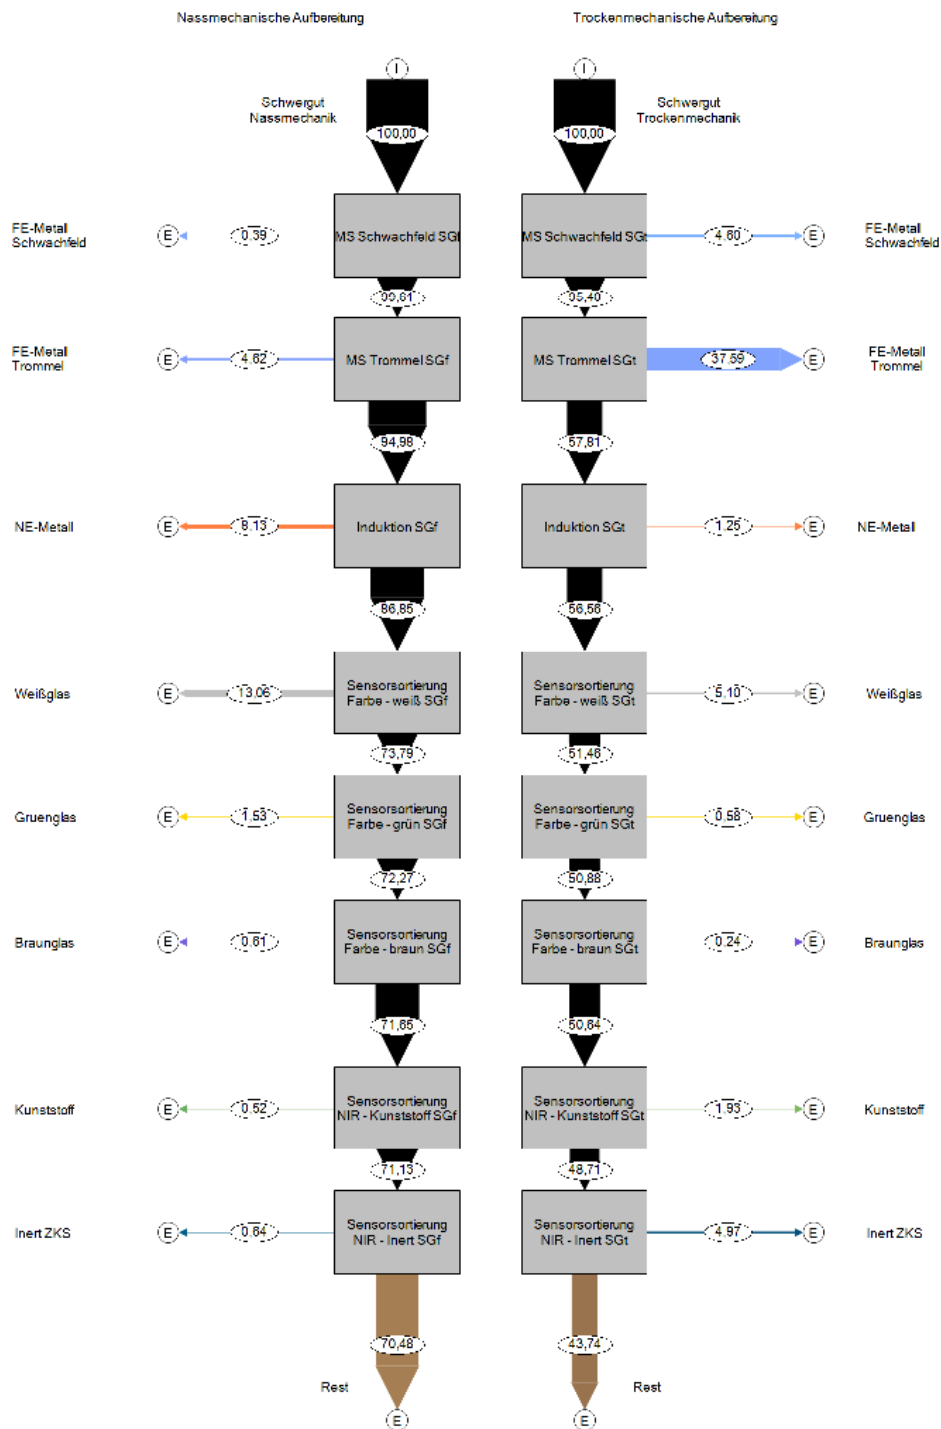 Nassmechanische Aufbereitung
Trockenmechanische Aufbereitung
I
I
Schwergut
Nassmechanik
Schwergut
Trockenmechanik
100,00
100,00
FE-Metall
Schwachfeld
E
0.39
MS Schwachfeld SGf
MS Schwachfeld SGt
4.60
E
FE-Metall
Schwachfeld
99,61
95,40
FE-Metall
Trommel
E
4.62
MS Trommel SGf
MS Trommel SGt
37.59
E
FE-Metall
Trommel
94,98
57,81
NE-Metall
E
8.13
Induktion SGf
Induktion SGt
1.25
E
NE-Metall
86,85
56,56
Weißglas
E
13,06
Sensorsortierung
Farbe - weiß SGf
Sensorsortierung
Farbe - weiß SGt
5,10
E
Weißglas
73,79
51,46
Gruenglas
E
1,53
Sensorsortierung
Farbe - grün SGf
Sensorsortierung
Farbe - grün SGt
0,58
E
Gruenglas
72,27
50,88
Braunglas
E
0.61
Sensorsortierung
Farbe - braun SGf
Sensorsortierung
Farbe - braun SGt
0.24
E
Braunglas
71,65
50,64
Kunststoff
E
0.52
Sensorsortierung
NIR - Kunststoff SGf
Sensorsortierung
NIR - Kunststoff SGt
1.93
E
Kunststoff
71,13
48,71
Inert ZKS
E
0.64
Sensorsortierung
NIR - Inert SGf
Sensorsortierung
NIR - Inert SGt
4.97
E
Inert ZKS
70,48
43,74
Rest
Rest
E
E